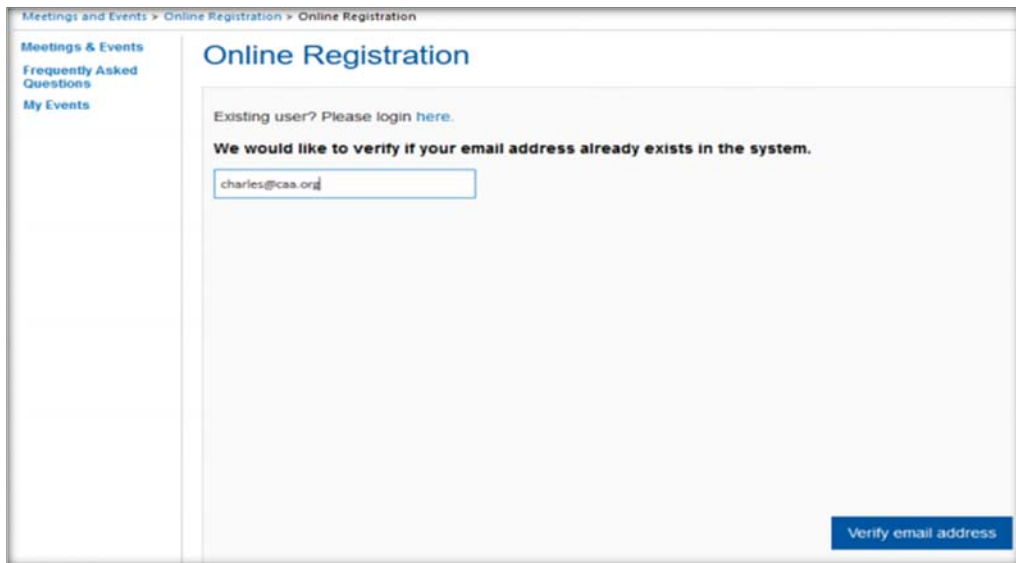 Meetings and Events > Online Registration > Online Registration
Meetings & Events
Frequently Asked
Questions
My Events
Online Registration
Existing user? Please login here.
We would like to verify if your email address already exists in the system.
charles@caa.org
Verify email address